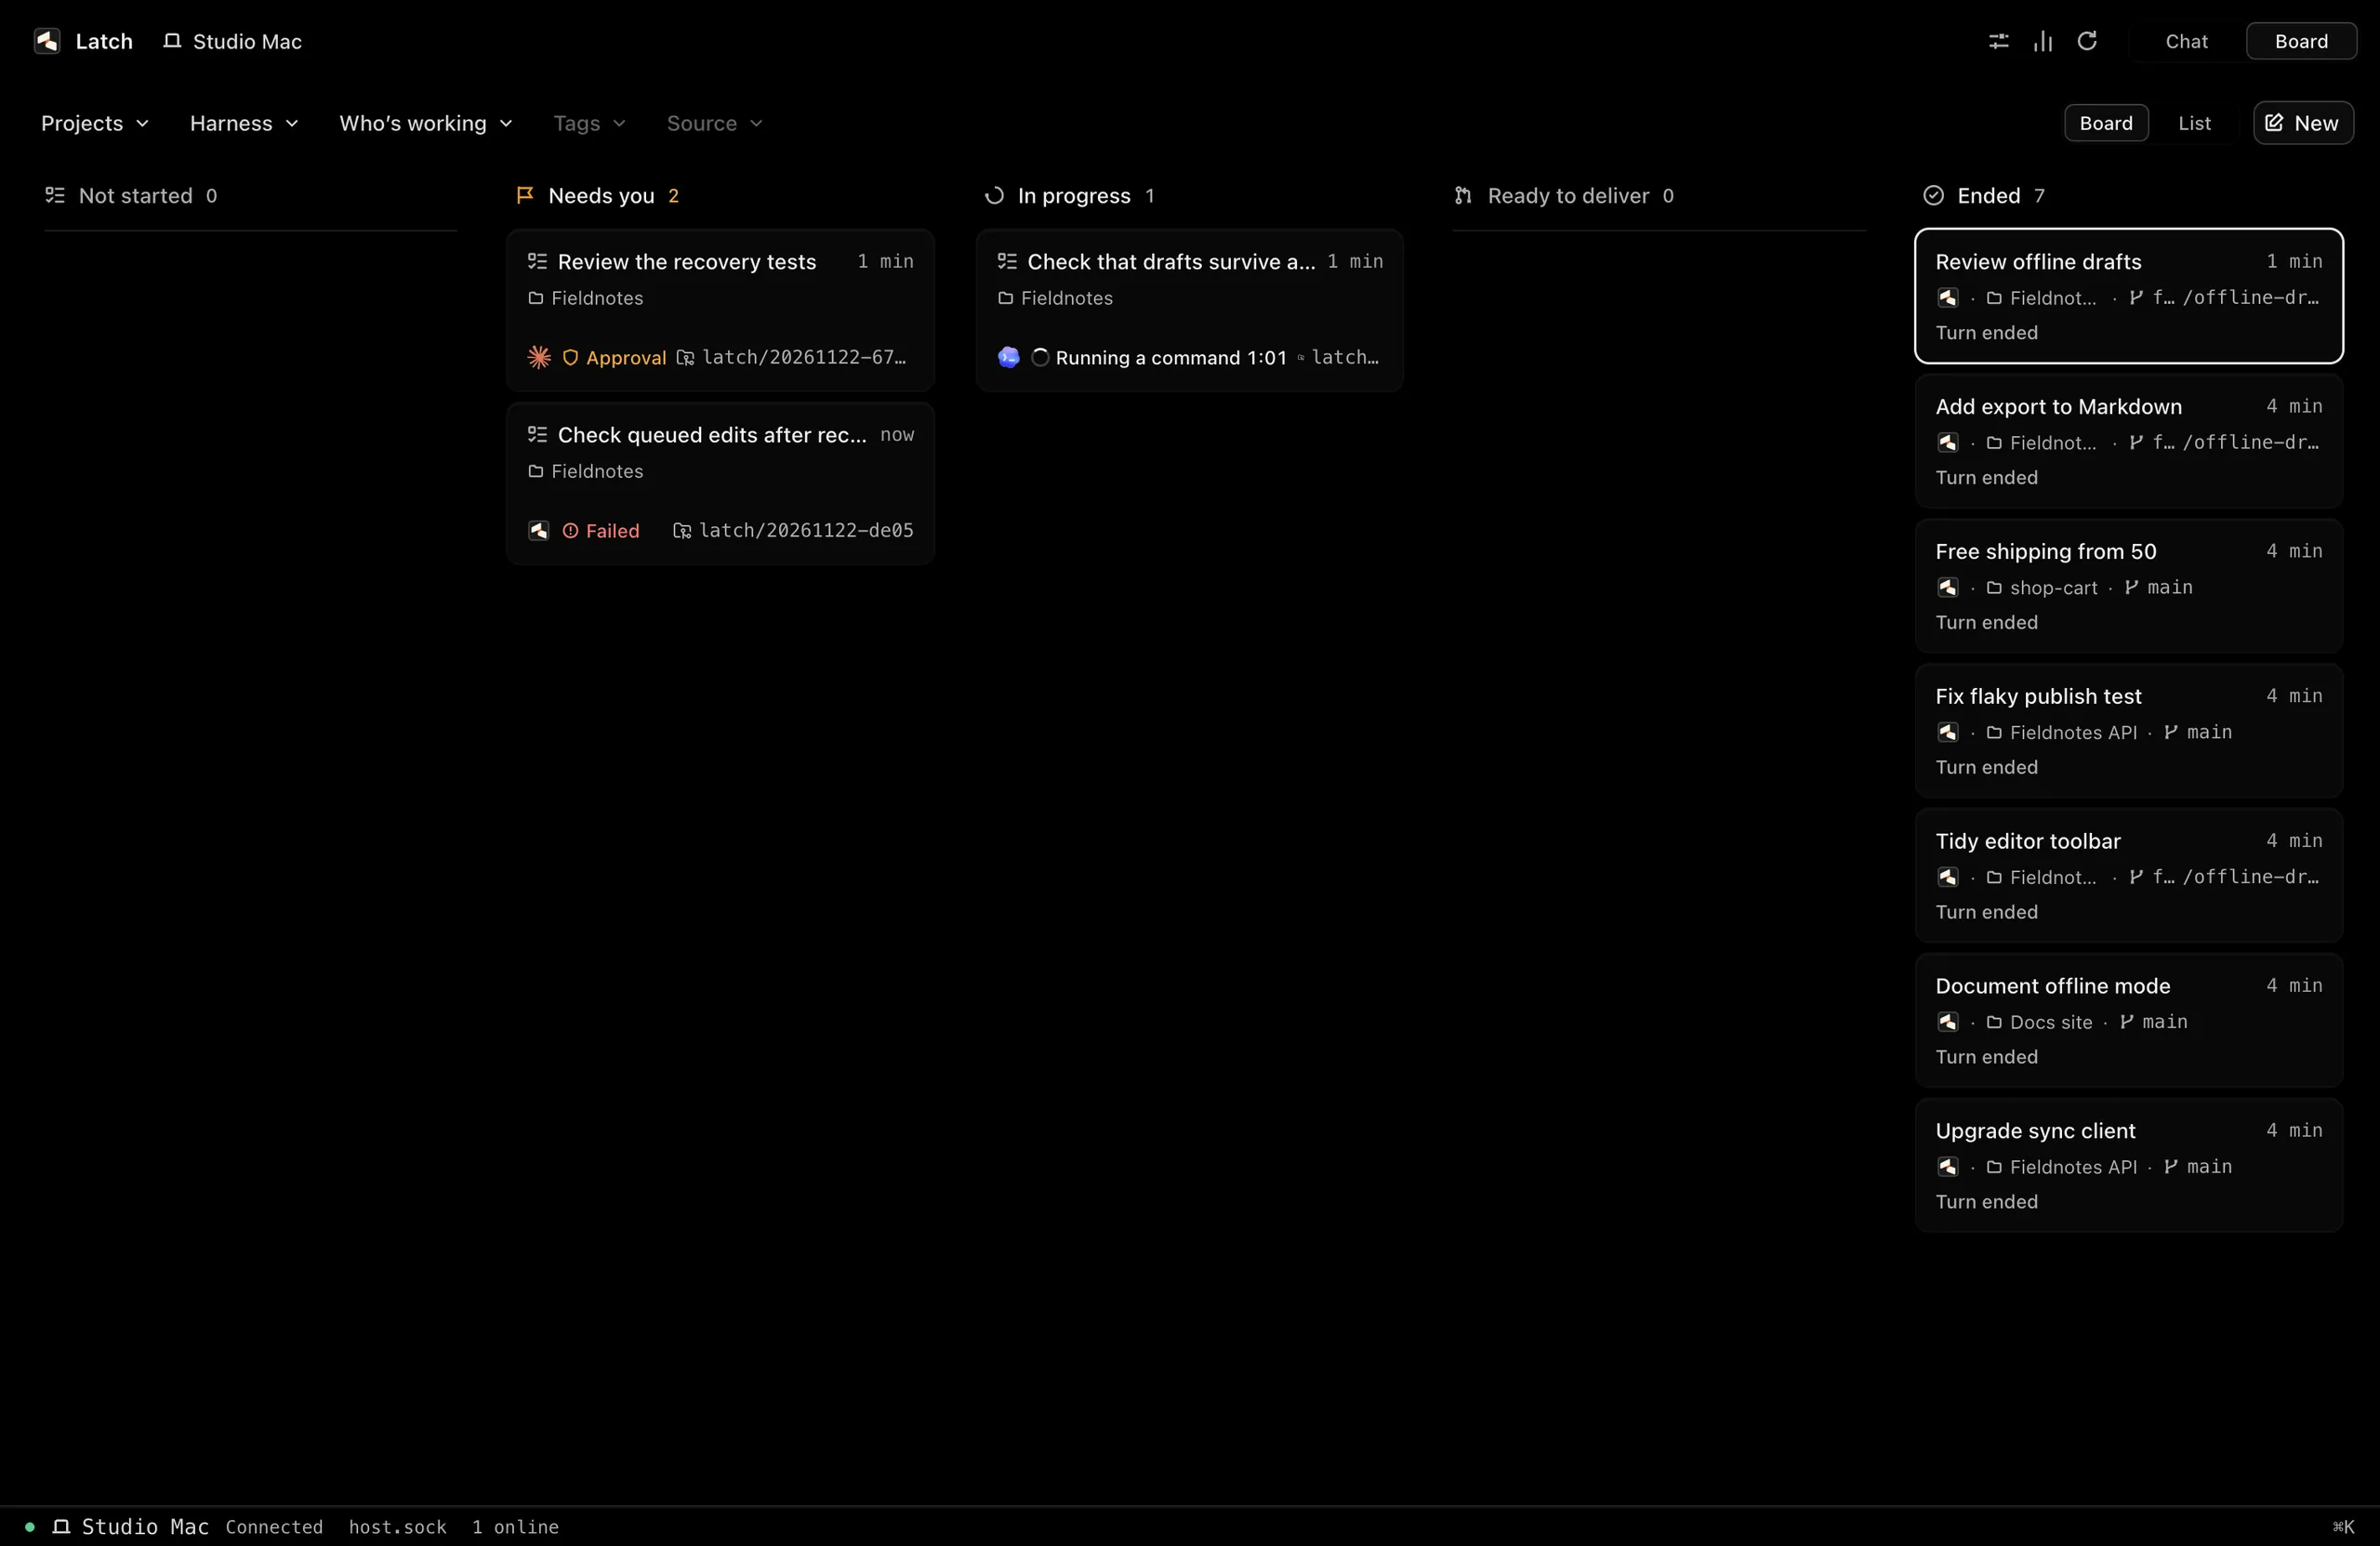 Latch Studio Mac Chat Board
Projects Harness Who's working Tags Source Board List New
Not started 0
Needs you 2
Review the recovery tests 1 min
Fieldnotes
Approval latch/20261122-67…
Check queued edits after rec… now
Fieldnotes
Failed latch/20261122-de05
In progress 1
Check that drafts survive a… 1 min
Fieldnotes
Running a command 1:01 latch…
Ready to deliver 0
Ended 7
Review offline drafts 1 min
· Fieldnot… · f… /offline-dr…
Turn ended
Add export to Markdown 4 min
· Fieldnot… · f… /offline-dr…
Turn ended
Free shipping from 50 4 min
· shop-cart · main
Turn ended
Fix flaky publish test 4 min
· Fieldnotes API · main
Turn ended
Tidy editor toolbar 4 min
· Fieldnot… · f… /offline-dr…
Turn ended
Document offline mode 4 min
· Docs site · main
Turn ended
Upgrade sync client 4 min
· Fieldnotes API · main
Turn ended
Studio Mac Connected host.sock 1 online ⌘K